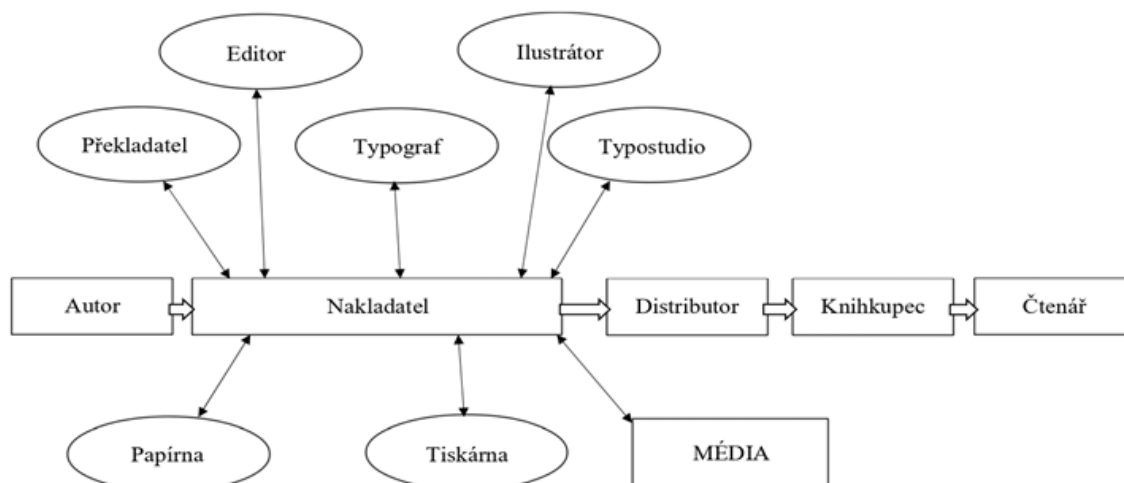 Editor
Ilustrátor
Překladatel
Typograf
Typostudio
Autor
Nakladatel
Distributor
Knihkupec
Čtenář
Papírna
Tiskárna
MÉDIA